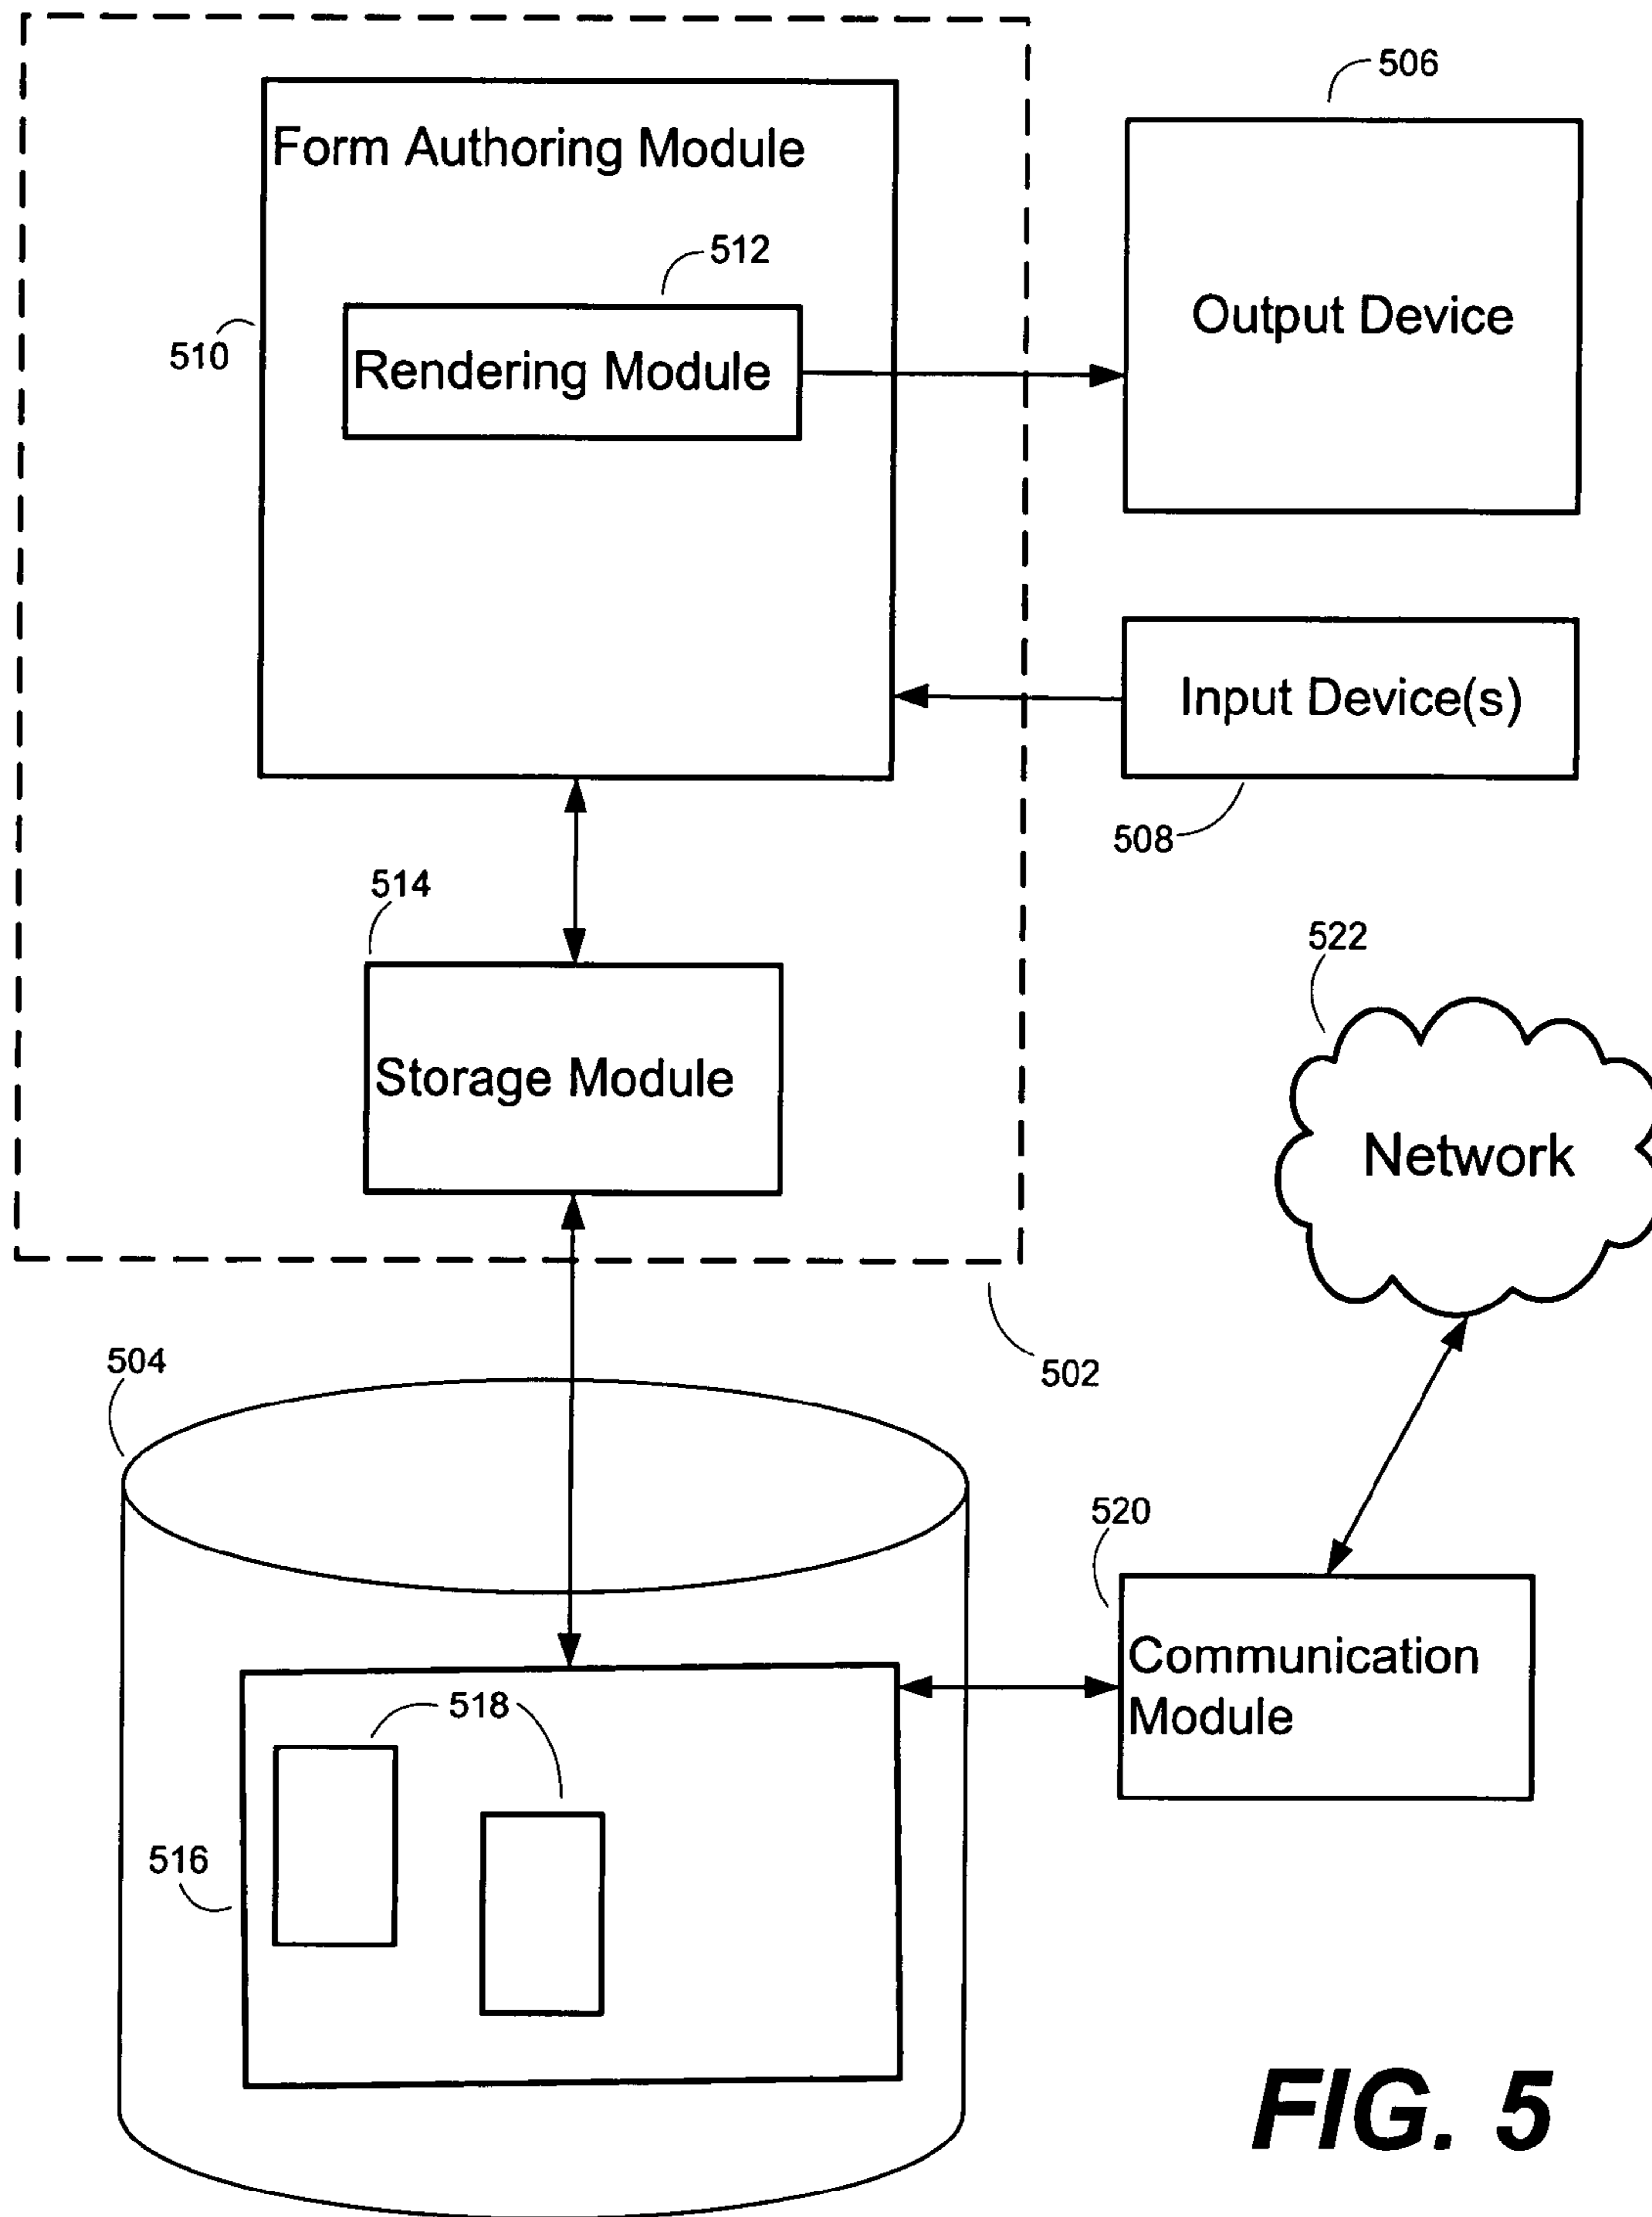 506
Form Authoring Module
512
Output Device
510
Rendering Module
Input Device(s)
508
514
522
Storage Module
Network
502
504
520
Communication
Module
518
516
FIG. 5